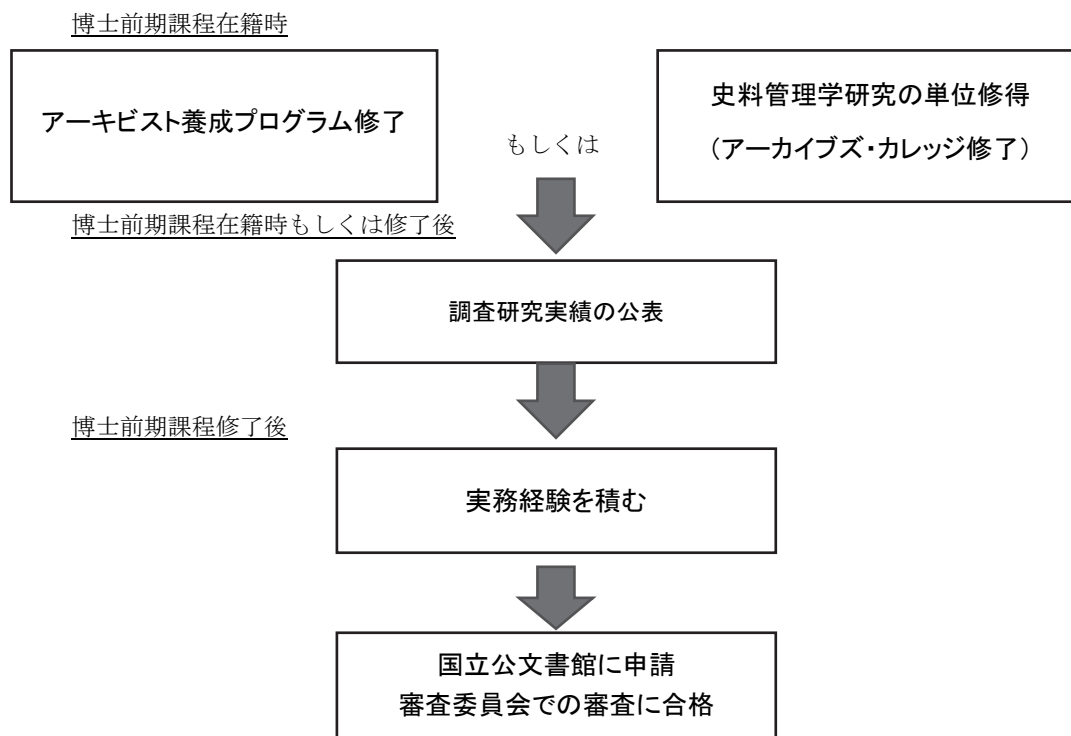 博士前期課程在籍時
アーキビスト養成プログラム修了
もしくは
史料管理学研究の単位修得
（アーカイブズ・カレッジ修了）
博士前期課程在籍時もしくは修了後
調査研究実績の公表
博士前期課程修了後
実務経験を積む
国立公文書館に申請
審査委員会での審査に合格